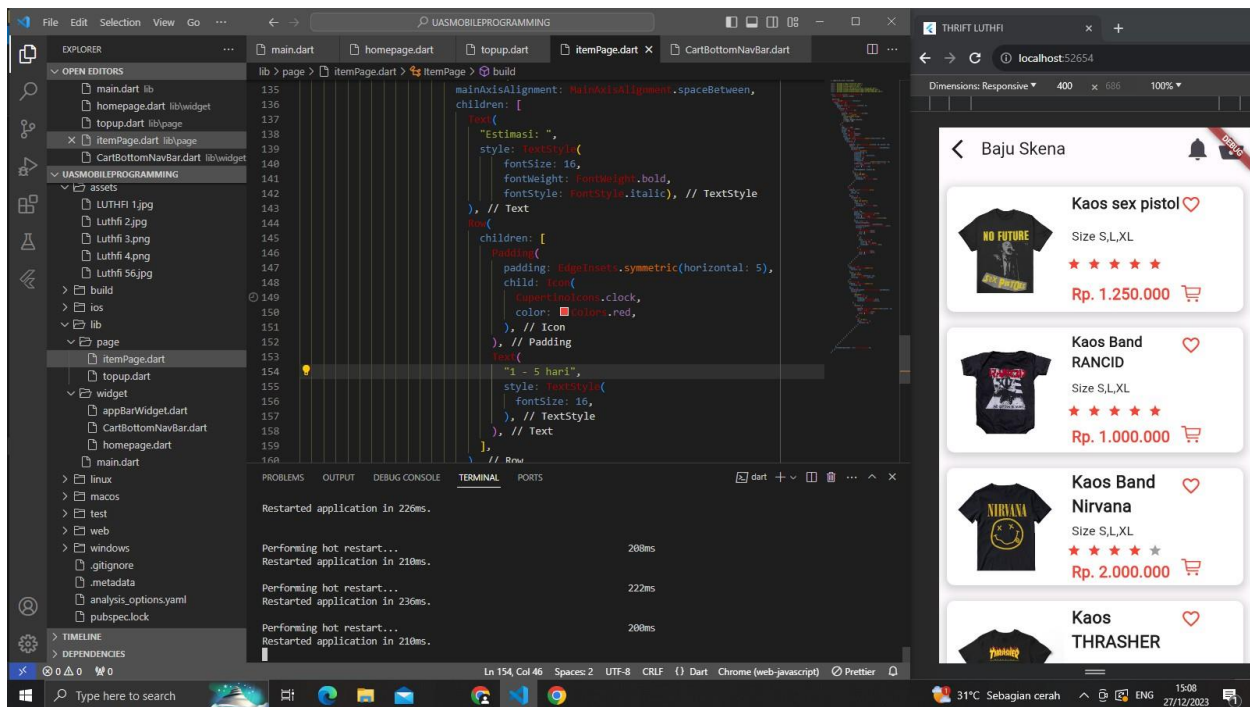 File Edit Selection View Go ··· UASMOBILEPROGRAMMING
EXPLORER
OPEN EDITORS
main.dart lib
homepage.dart lib\widget
topup.dart lib\page
itemPage.dart lib\page
CartBottomNavBar.dart lib\widget
UASMOBILEPROGRAMMING
assets
LUTHFI 1.jpg
Luthfi 2.jpg
Luthfi 3.png
Luthfi 4.png
Luthfi 56.jpg
build
ios
lib
page
itemPage.dart
topup.dart
widget
appBarWidget.dart
CartBottomNavBar.dart
homepage.dart
main.dart
linux
macos
test
web
windows
.gitignore
.metadata
analysis_options.yaml
pubspec.lock
TIMELINE
DEPENDENCIES
main.dart homepage.dart topup.dart itemPage.dart CartBottomNavBar.dart
lib > page > itemPage.dart > ItemPage > build
135 mainAxisAlignment: MainAxisAlignment.spaceBetween,
136 children: [
137 Text(
138 "Estimasi: ",
139 style: TextStyle(
140 fontSize: 16,
141 fontWeight: FontWeight.bold,
142 fontStyle: FontStyle.italic), // TextStyle
143 ), // Text
144 Row(
145 children: [
146 Padding(
147 padding: EdgeInsets.symmetric(horizontal: 5),
148 child: Icon(
149 CupertinoIcons.clock,
150 color: Colors.red,
151 ), // Icon
152 ), // Padding
153 Text(
154 "1 - 5 hari",
155 style: TextStyle(
156 fontSize: 16,
157 ), // TextStyle
158 ), // Text
159 ],
160 ) // Row
PROBLEMS OUTPUT DEBUG CONSOLE TERMINAL PORTS dart
Restarted application in 226ms.
Performing hot restart... 208ms
Restarted application in 210ms.
Performing hot restart... 222ms
Restarted application in 236ms.
Performing hot restart... 200ms
Restarted application in 210ms.
0 0 0 Ln 154, Col 46 Spaces: 2 UTF-8 CRLF {} Dart Chrome (web-javascript) Prettier
THRIFT LUTHFI
localhost:52654
Dimensions: Responsive 400 x 686 100%
Baju Skena
DEBUG
Kaos sex pistol
Size S,L,XL
Rp. 1.250.000
NO FUTURE
SEX PISTOLS
Kaos Band
RANCID
Size S,L,XL
Rp. 1.000.000
RANCID
Kaos Band
Nirvana
Size S,L,XL
Rp. 2.000.000
NIRVANA
Kaos
THRASHER
THRASHER
Type here to search
31°C Sebagian cerah ENG 15:08
27/12/2023